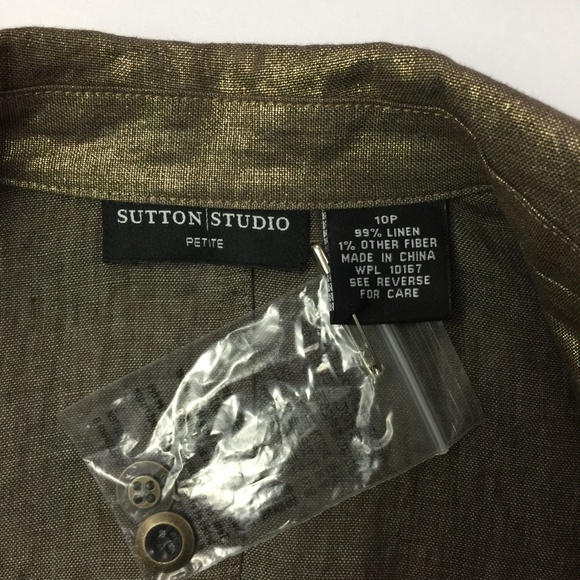 SUTTON|STUDIO
PETITE
10P
99% LINEN
1% OTHER FIBER
MADE IN CHINA
WPL 10167
SEE REVERSE
FOR CARE